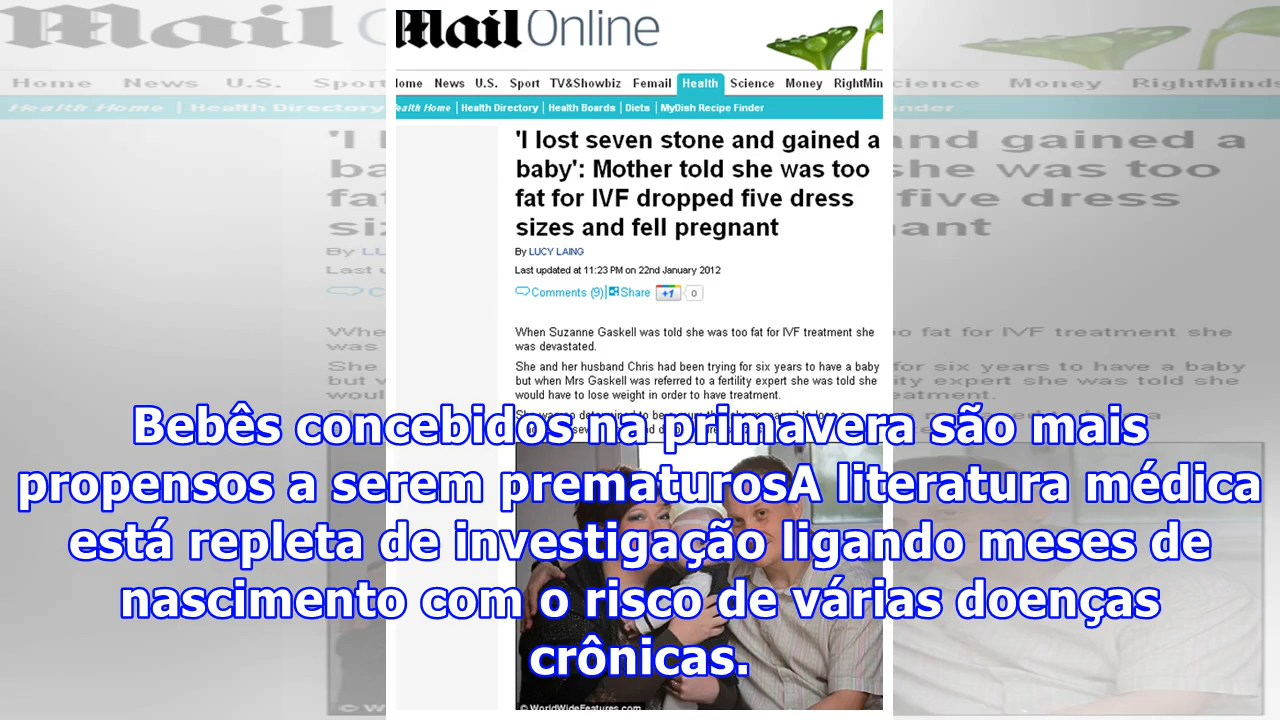 Mail Online
Home News U.S. Sport TV&Showbiz Femail Health Science Money RightMin
Health Home Health Directory Health Boards Diets MyDish Recipe Finder
'I lost seven stone and gained a
baby': Mother told she was too
fat for IVF dropped five dress
sizes and fell pregnant
By LUCY LAING
Last updated at 11:23 PM on 22nd January 2012
Comments (9) Share +1 0
When Suzanne Gaskell was told she was too fat for IVF treatment she
was devastated.
She and her husband Chris had been trying for six years to have a baby
but when Mrs Gaskell was referred to a fertility expert she was told she
would have to lose weight in order to have treatment.
Bebês concebidos na primavera são mais
propensos a serem prematurosA literatura médica
está repleta de investigação ligando meses de
nascimento com o risco de várias doenças
crônicas.
© WorldWideFeatures.com